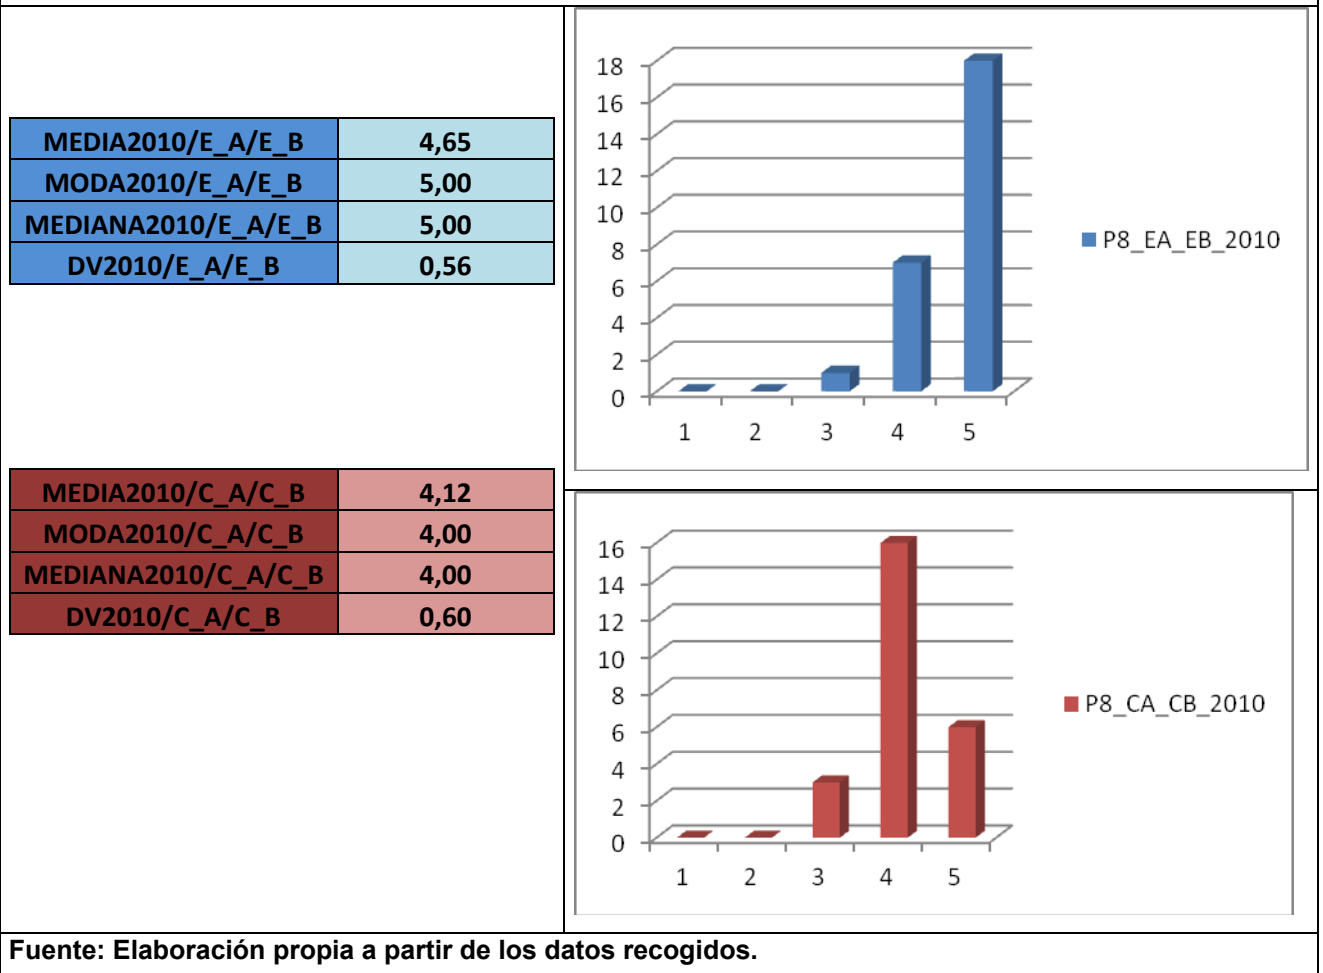 MEDIA2010/E_A/E_B 4,65
MODA2010/E_A/E_B 5,00
MEDIANA2010/E_A/E_B 5,00
DV2010/E_A/E_B 0,56
18
16
14
12
10
8
6
4
2
0
1 2 3 4 5
P8_EA_EB_2010
MEDIA2010/C_A/C_B 4,12
MODA2010/C_A/C_B 4,00
MEDIANA2010/C_A/C_B 4,00
DV2010/C_A/C_B 0,60
16
14
12
10
8
6
4
2
0
1 2 3 4 5
P8_CA_CB_2010
Fuente: Elaboración propia a partir de los datos recogidos.